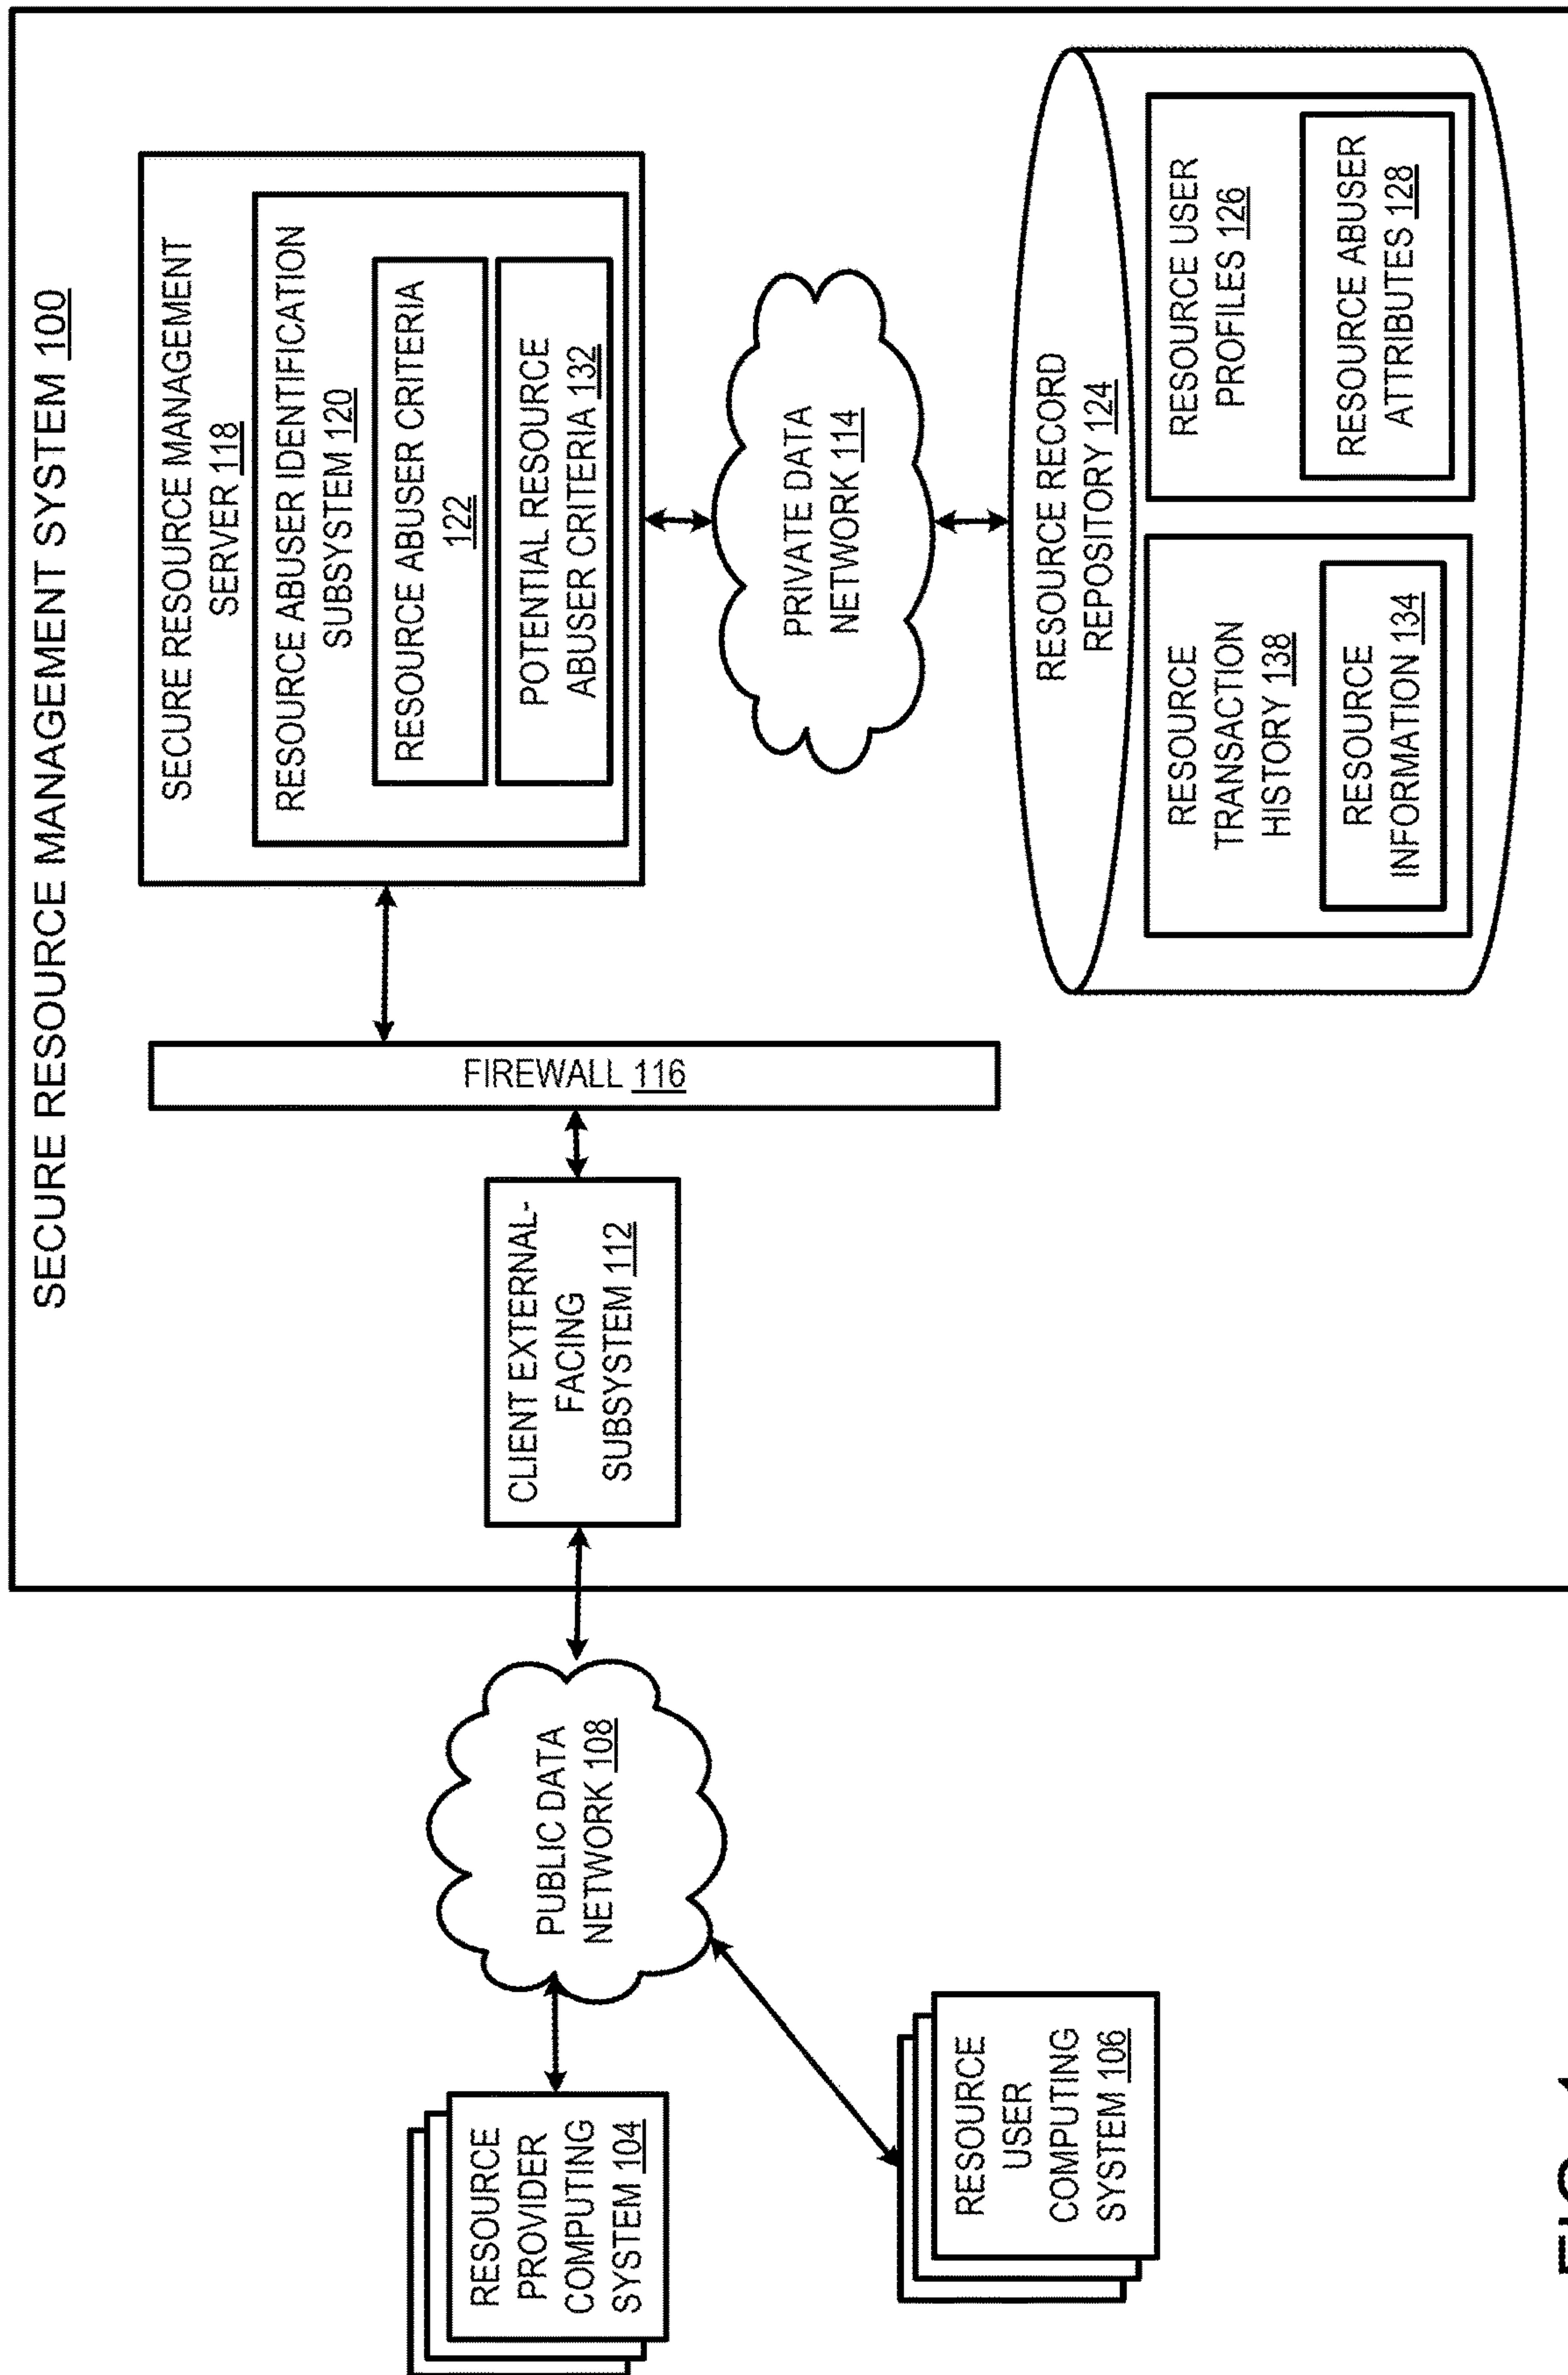 SECURE RESOURCE MANAGEMENT SYSTEM 100
RESOURCE
PROVIDER
COMPUTING
SYSTEM 104
RESOURCE
USER
COMPUTING
SYSTEM 106
PUBLIC DATA
NETWORK 108
CLIENT EXTERNAL-
FACING
SUBSYSTEM 112
FIREWALL 116
SECURE RESOURCE MANAGEMENT
SERVER 118
RESOURCE ABUSER IDENTIFICATION
SUBSYSTEM 120
RESOURCE ABUSER CRITERIA
122
POTENTIAL RESOURCE
ABUSER CRITERIA 132
PRIVATE DATA
NETWORK 114
RESOURCE RECORD
REPOSITORY 124
RESOURCE
TRANSACTION
HISTORY 138
RESOURCE
INFORMATION 134
RESOURCE USER
PROFILES 126
RESOURCE ABUSER
ATTRIBUTES 128